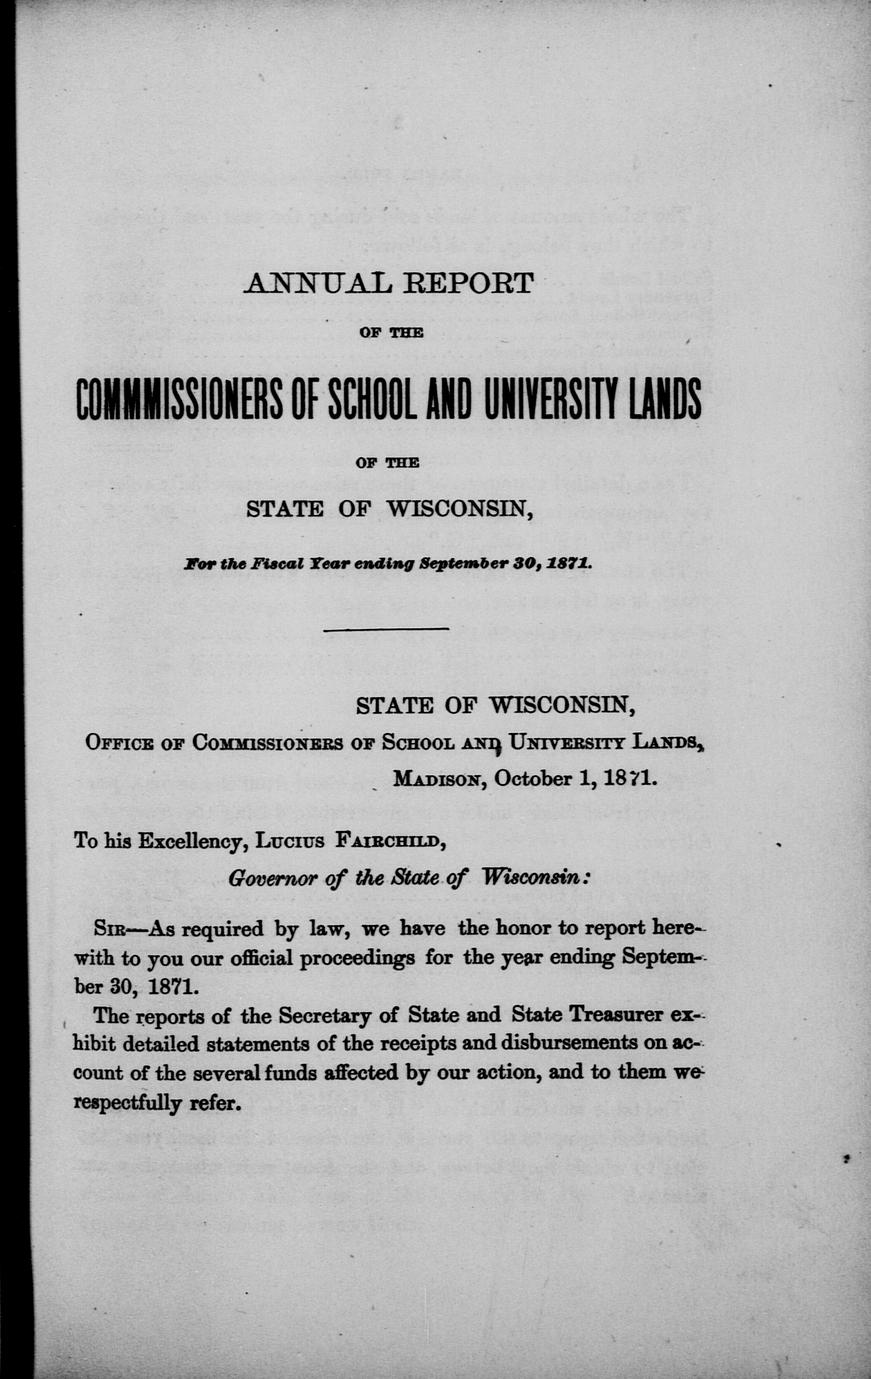 ANNUAL REPORT
OF THE
COMMMISSIONERS OF SCHOOL AND UNIVERSITY LANDS
OF THE
STATE OF WISCONSIN,
For the Fiscal Year ending September 30, 1871.
STATE OF WISCONSIN,
OFFICE OF COMMISSIONERS OF SCHOOL AND UNIVERSITY LANDS,
MADISON, October 1, 1871.
To his Excellency, LUCIUS FAIRCHILD,
Governor of the State of Wisconsin:
SIR—As required by law, we have the honor to report here-
with to you our official proceedings for the year ending Septem-
ber 30, 1871.
The reports of the Secretary of State and State Treasurer ex-
hibit detailed statements of the receipts and disbursements on ac-
count of the several funds affected by our action, and to them we
respectfully refer.